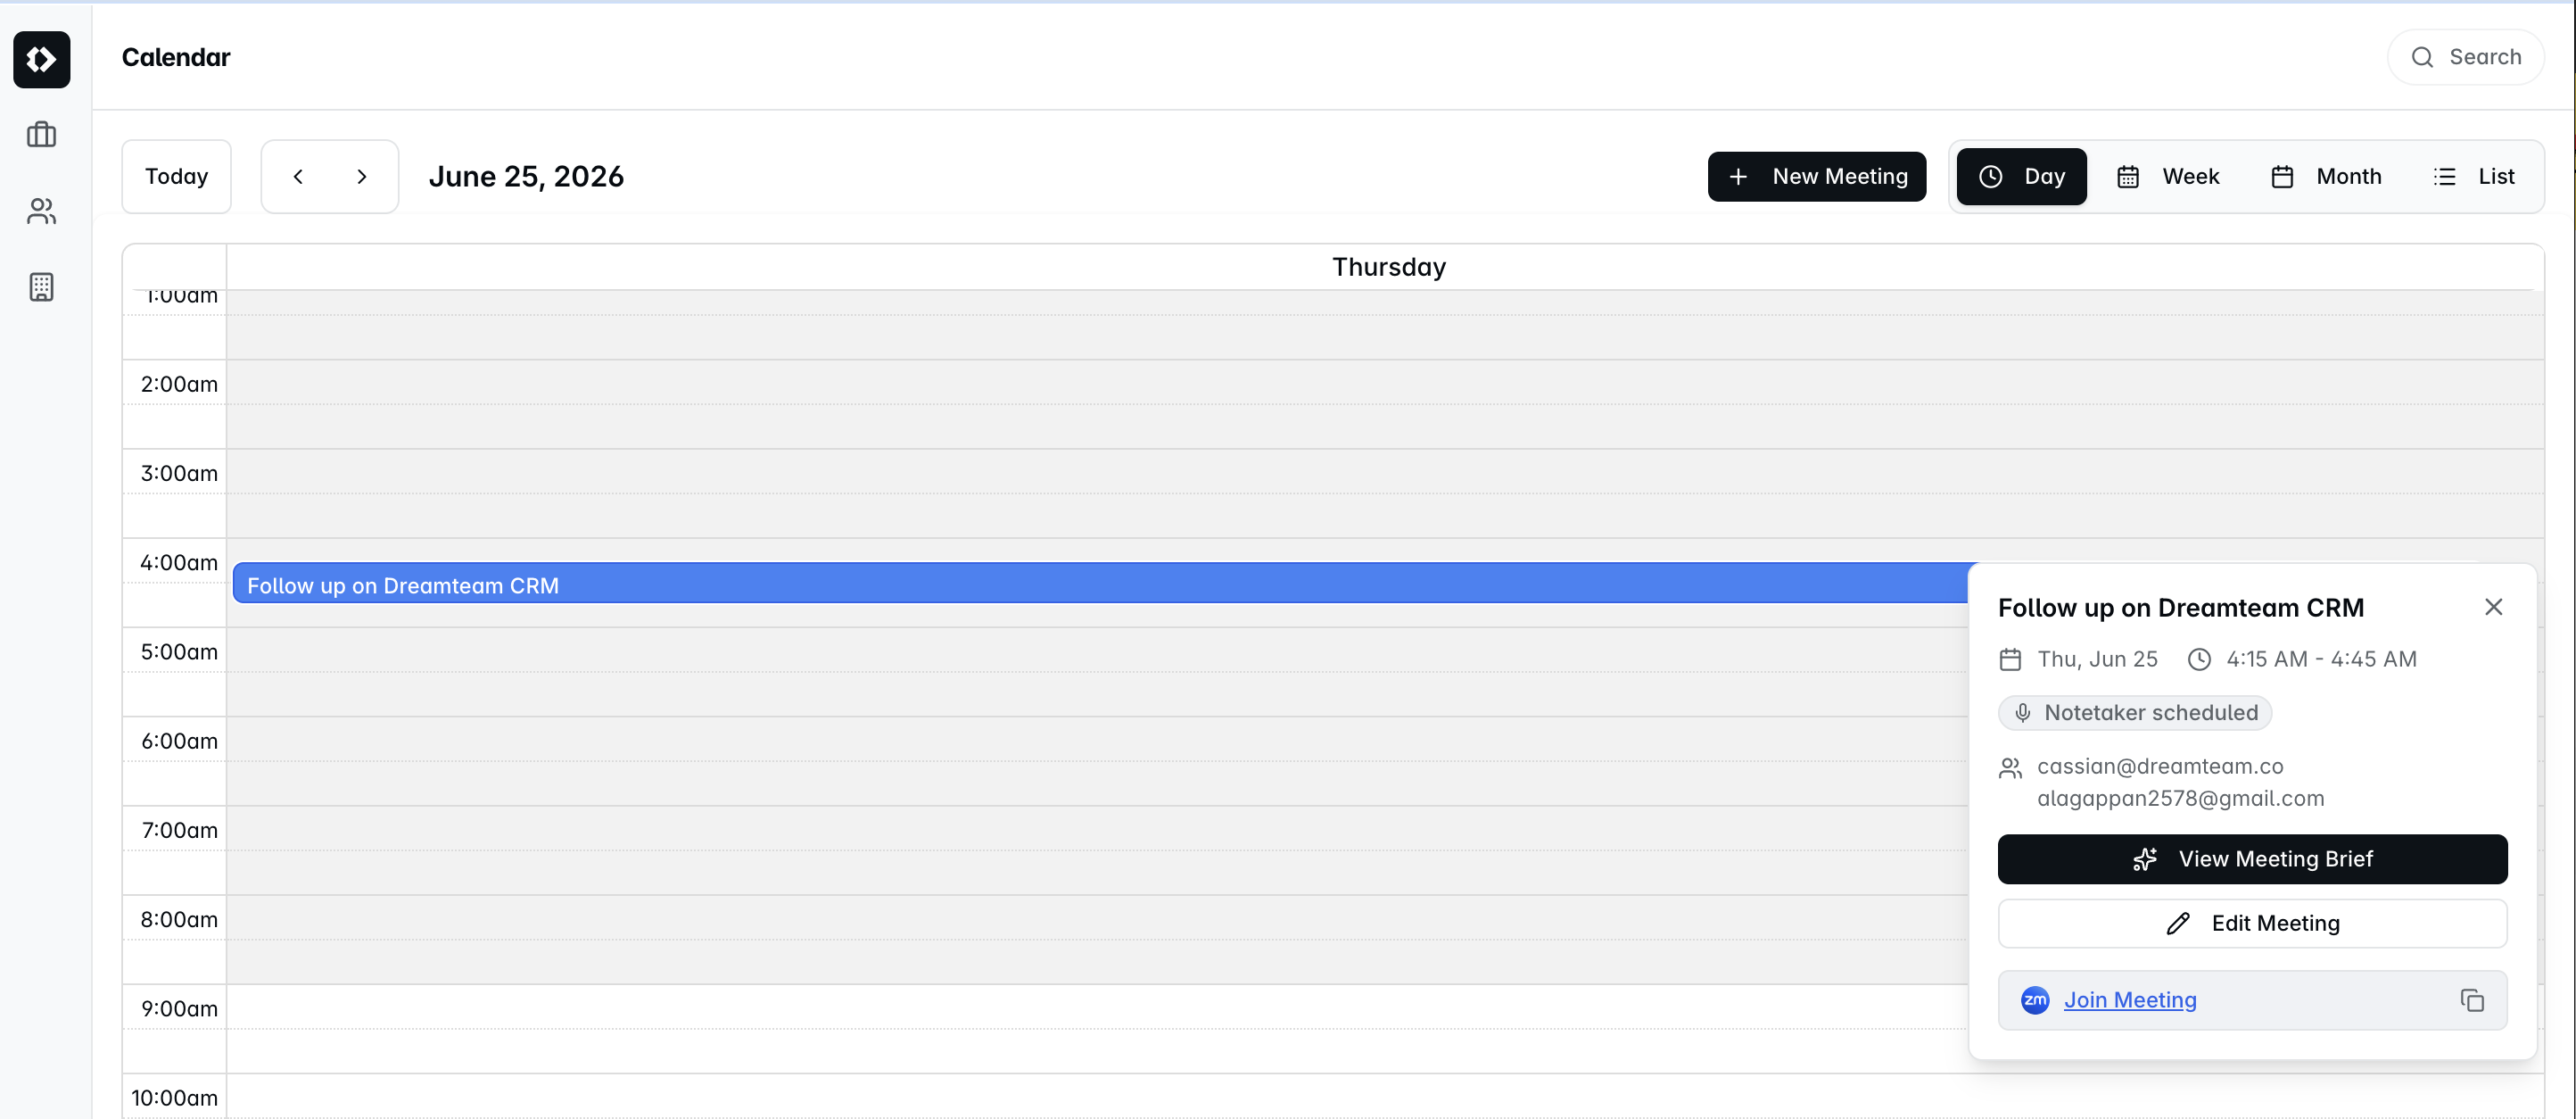 Calendar
Search
Today
June 25, 2026
New Meeting
Day
Week
Month
List
Thursday
1:00am
2:00am
3:00am
4:00am
Follow up on Dreamteam CRM
5:00am
6:00am
7:00am
8:00am
9:00am
10:00am
Follow up on Dreamteam CRM
Thu, Jun 25 4:15 AM - 4:45 AM
Notetaker scheduled
cassian@dreamteam.co
alagappan2578@gmail.com
View Meeting Brief
Edit Meeting
zm Join Meeting